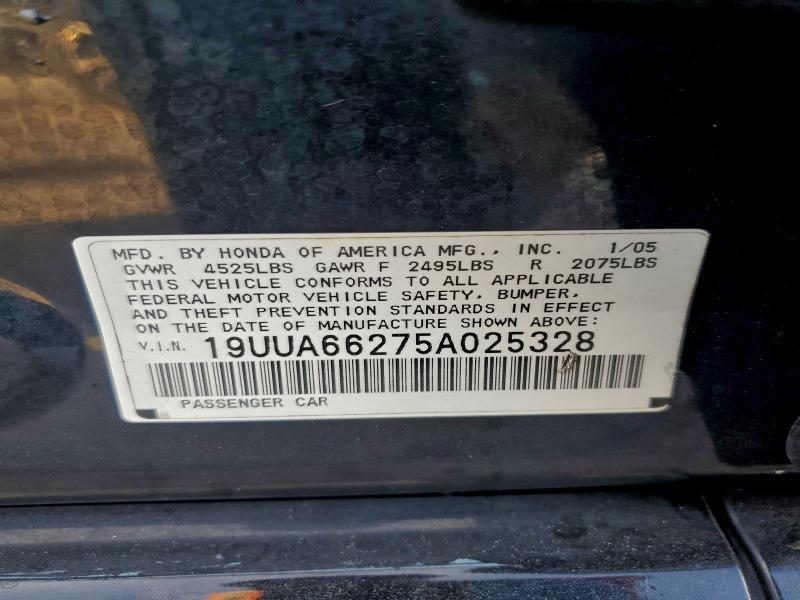 MFD. BY HONDA OF AMERICA MFG., INC. 1/05
GVWR 4525LBS GAWR F 2495LBS R 2075LBS
THIS VEHICLE CONFORMS TO ALL APPLICABLE
FEDERAL MOTOR VEHICLE SAFETY, BUMPER,
AND THEFT PREVENTION STANDARDS IN EFFECT
ON THE DATE OF MANUFACTURE SHOWN ABOVE:
V.I.N. 19UUA66275A025328
PASSENGER CAR